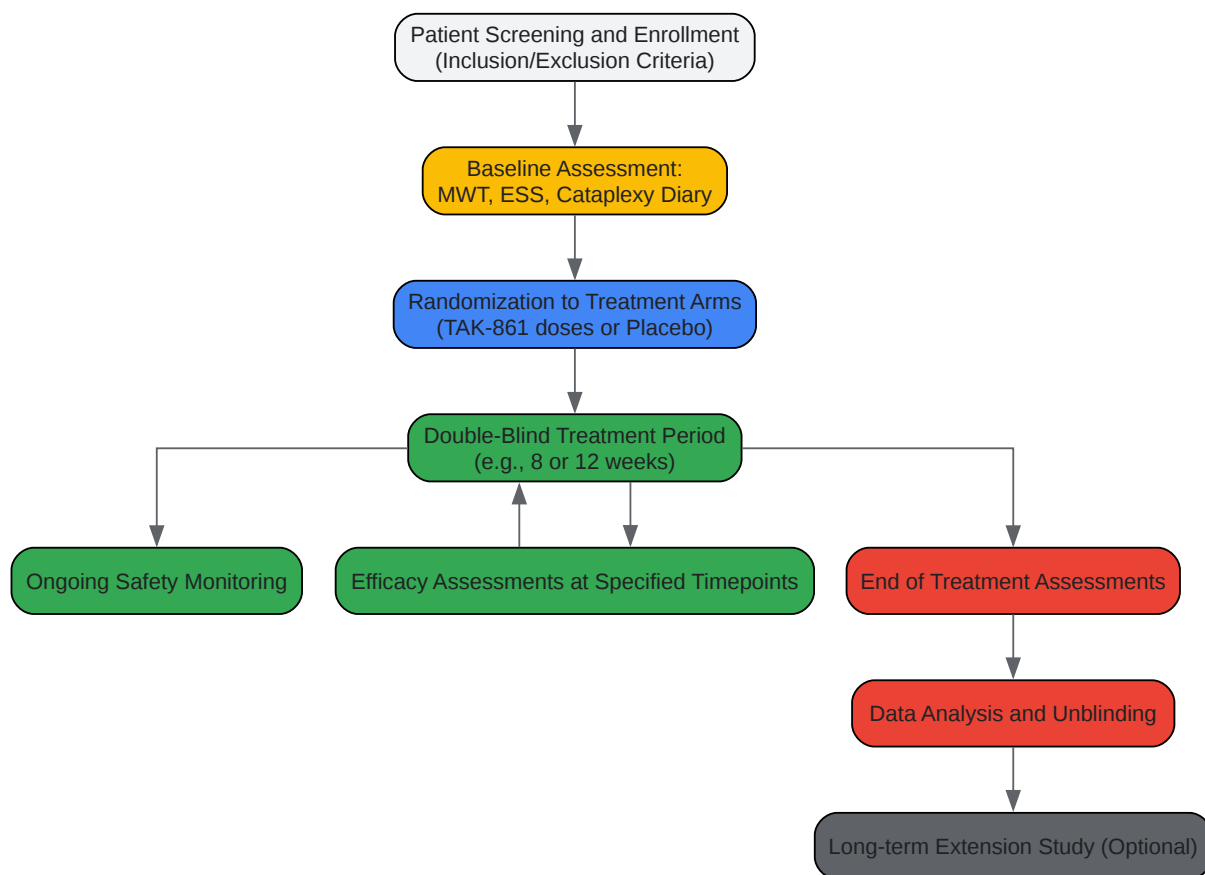 Patient Screening and Enrollment
(Inclusion/Exclusion Criteria)
Baseline Assessment:
MWT, ESS, Cataplexy Diary
Randomization to Treatment Arms
(TAK-861 doses or Placebo)
Double-Blind Treatment Period
(e.g., 8 or 12 weeks)
Ongoing Safety Monitoring
Efficacy Assessments at Specified Timepoints
End of Treatment Assessments
Data Analysis and Unblinding
Long-term Extension Study (Optional)